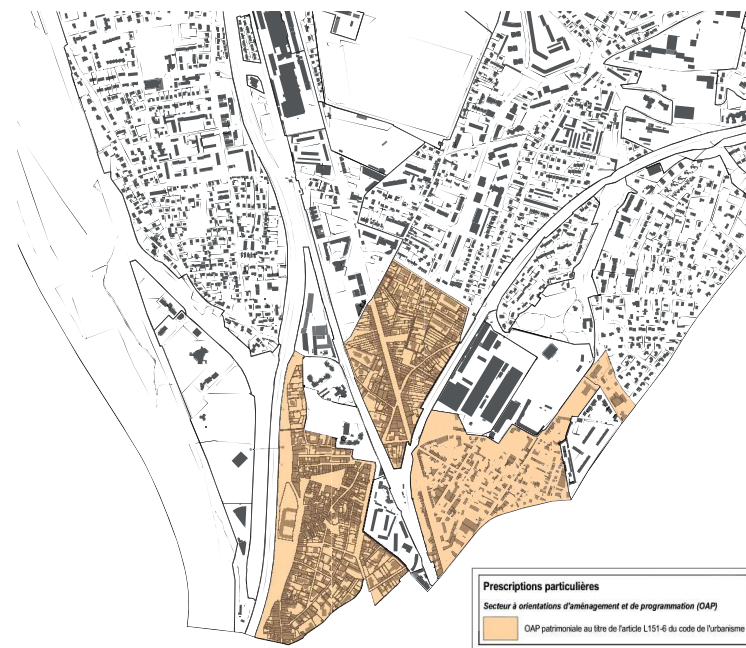 Prescriptions particulières
Secteur à orientations d'aménagement et de programmation (OAP)
OAP patrimoniale au titre de l'article L151-6 du code de l'urbanisme